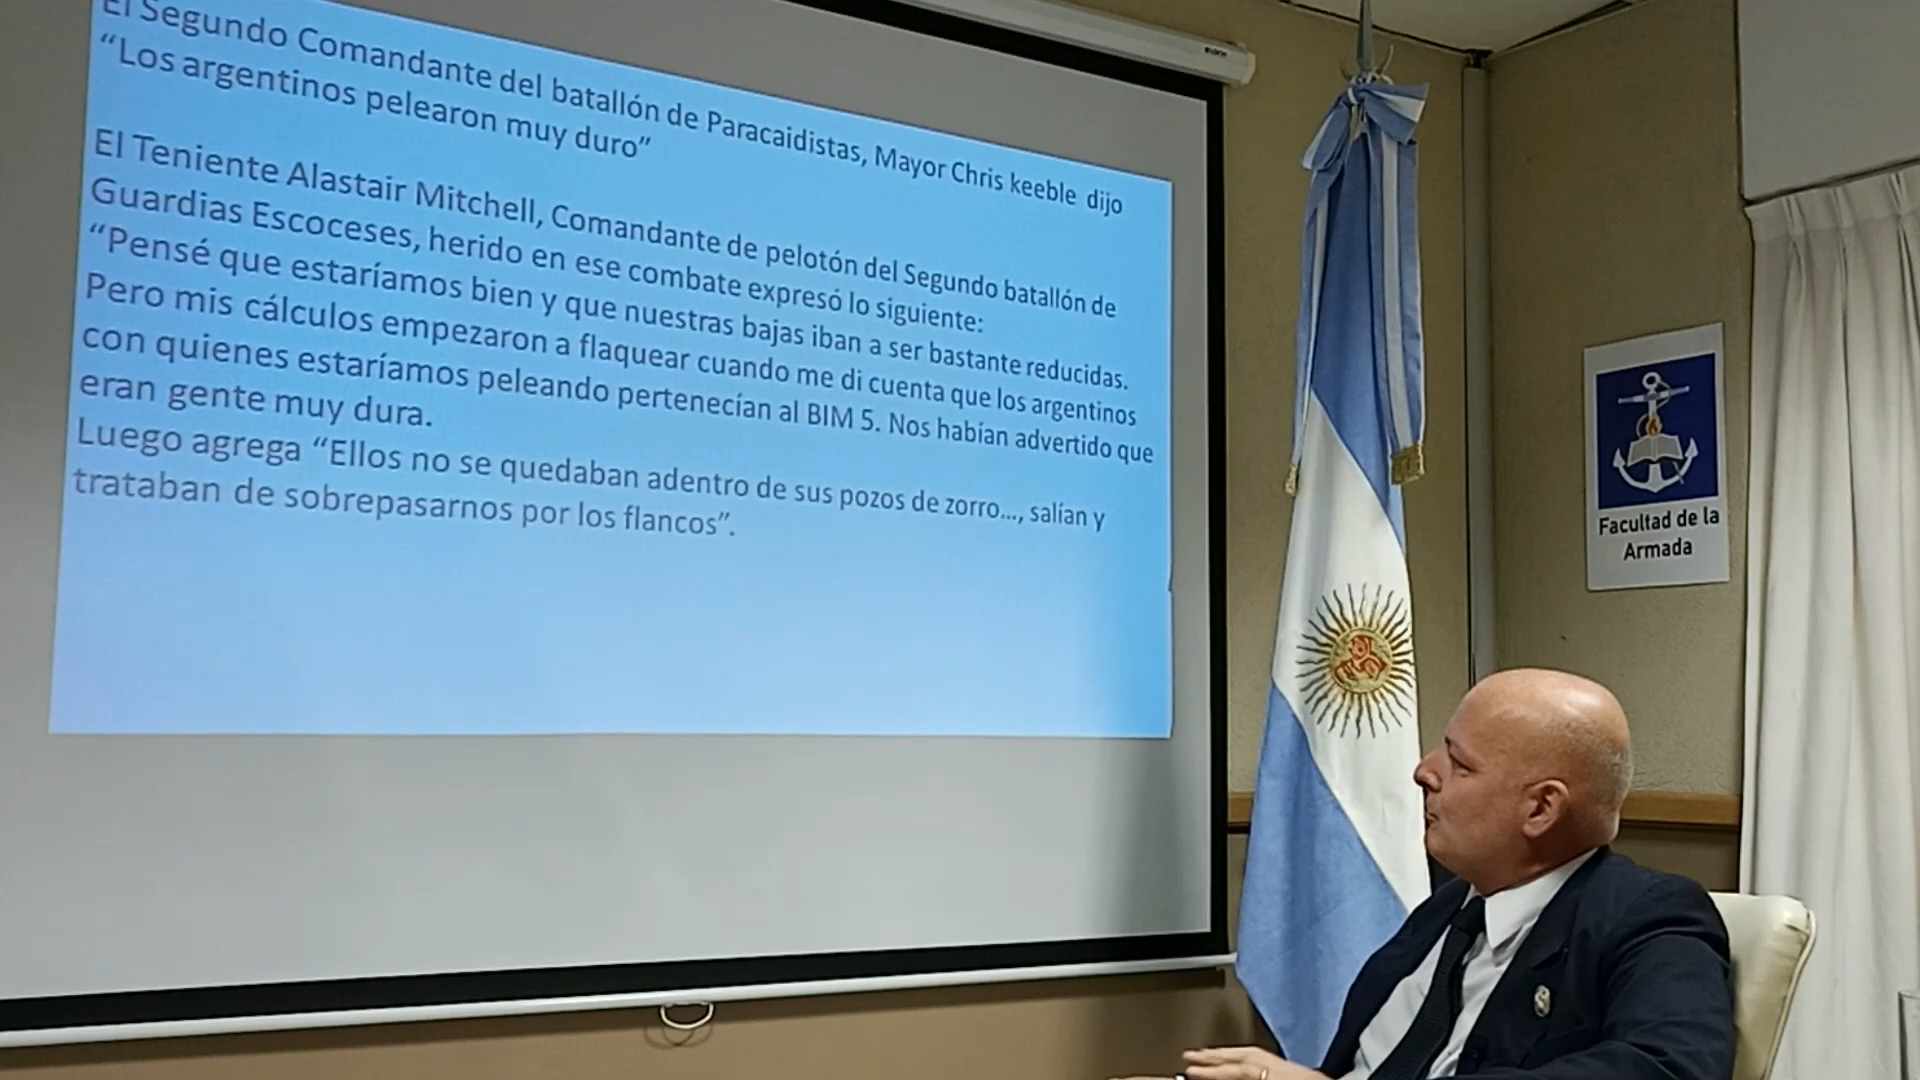 El Segundo Comandante del batallón de Paracaidistas, Mayor Chris keeble dijo
“Los argentinos pelearon muy duro”
El Teniente Alastair Mitchell, Comandante de pelotón del Segundo batallón de
Guardias Escoceses, herido en ese combate expresó lo siguiente:
“Pensé que estaríamos bien y que nuestras bajas iban a ser bastante reducidas.
Pero mis cálculos empezaron a flaquear cuando me di cuenta que los argentinos
con quienes estaríamos peleando pertenecían al BIM 5. Nos habían advertido que
eran gente muy dura.
Luego agrega “Ellos no se quedaban adentro de sus pozos de zorro..., salían y
trataban de sobrepasarnos por los flancos”.
Facultad de la
Armada